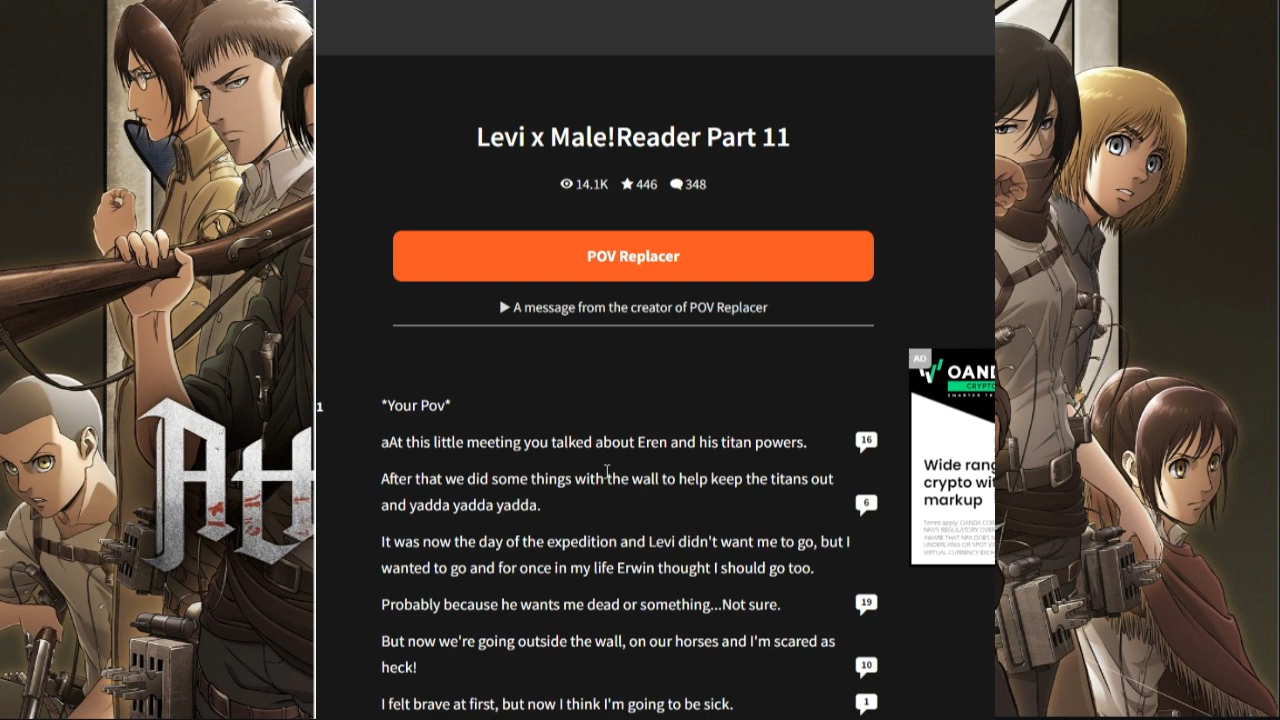 Levi x Male!Reader Part 11
14.1K 446 348
POV Replacer
▶ A message from the creator of POV Replacer
AD
OAND
CRYPTO
1
*Your Pov*
aAt this little meeting you talked about Eren and his titan powers.
16
After that we did some things with the wall to help keep the titans out
and yadda yadda yadda.
6
It was now the day of the expedition and Levi didn't want me to go, but I
wanted to go and for once in my life Erwin thought I should go too.
Probably because he wants me dead or something...Not sure.
19
But now we're going outside the wall, on our horses and I'm scared as
heck!
10
I felt brave at first, but now I think I'm going to be sick.
1
Wide rang
crypto wit
markup